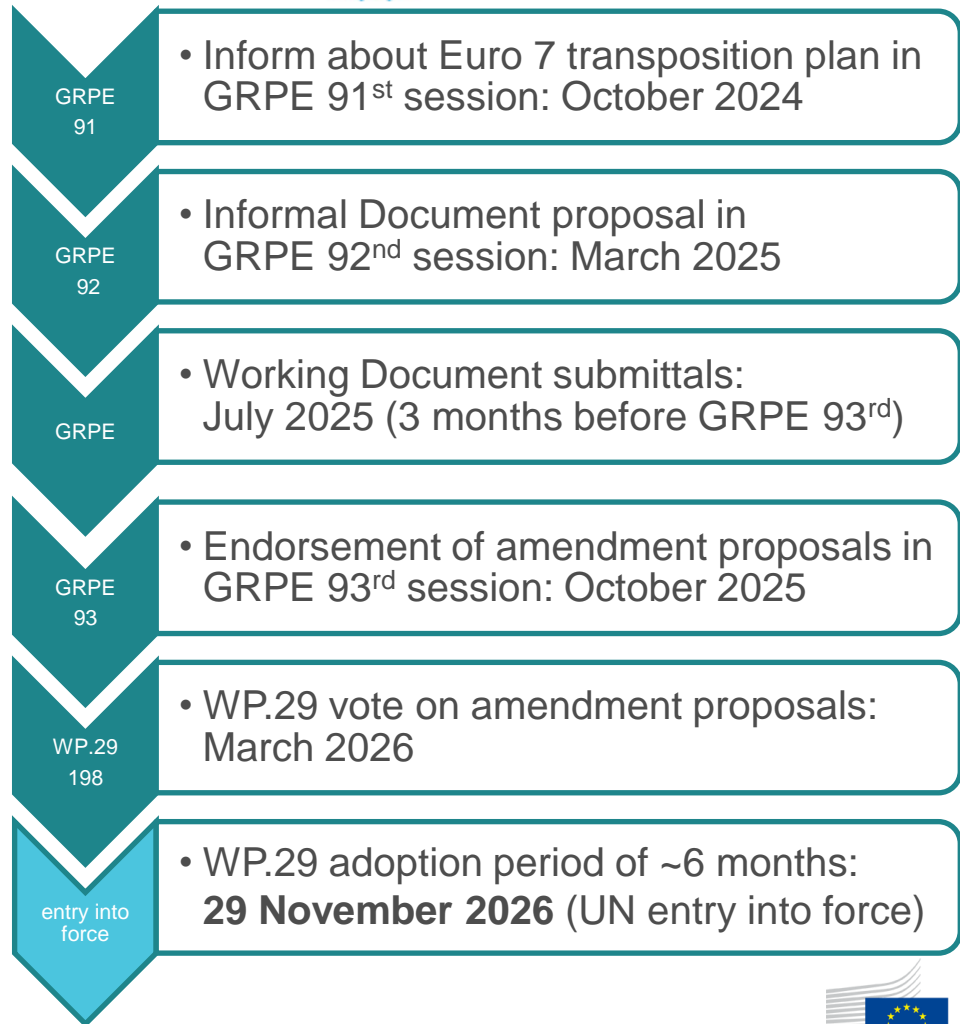 GRPE
91
• Inform about Euro 7 transposition plan in
GRPE 91st session: October 2024
GRPE
92
• Informal Document proposal in
GRPE 92nd session: March 2025
GRPE
• Working Document submittals:
July 2025 (3 months before GRPE 93rd)
GRPE
93
• Endorsement of amendment proposals in
GRPE 93rd session: October 2025
WP.29
198
• WP.29 vote on amendment proposals:
March 2026
entry into
force
• WP.29 adoption period of ~6 months:
29 November 2026 (UN entry into force)